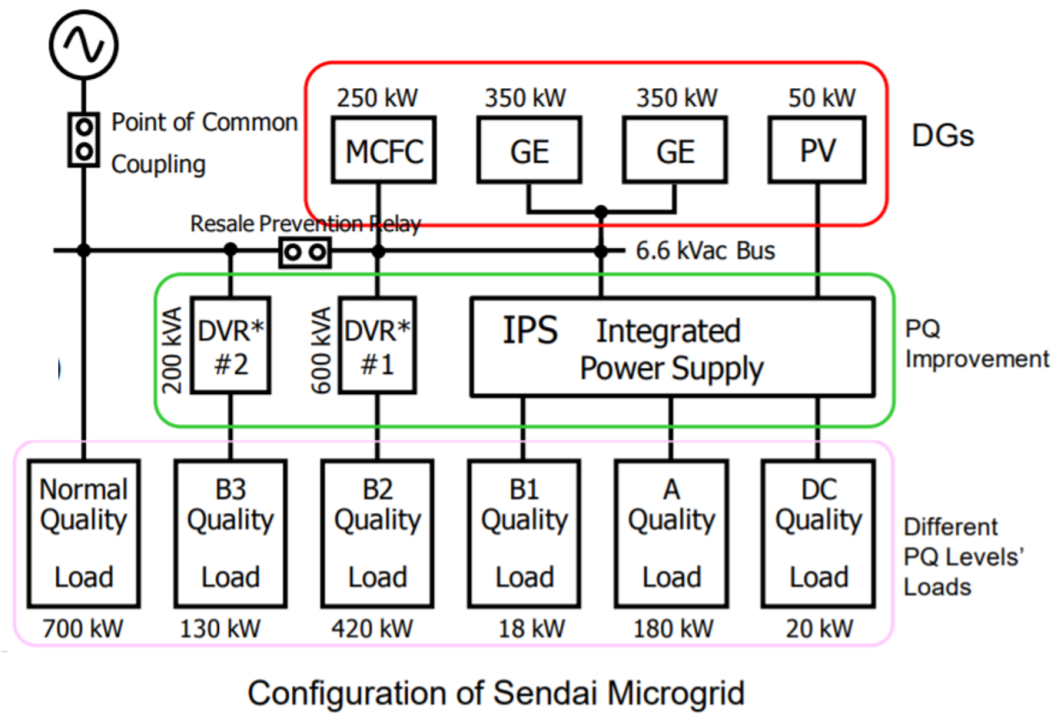 250 kW 350 kW 350 kW 50 kW
MCFC GE GE PV
DGs
Point of Common
Coupling
Resale Prevention Relay
6.6 kVac Bus
200 kVA
DVR*
#2
600 kVA
DVR*
#1
IPS Integrated
Power Supply
PQ
Improvement
Normal
Quality
Load
B3
Quality
Load
B2
Quality
Load
B1
Quality
Load
A
Quality
Load
DC
Quality
Load
Different
PQ Levels’
Loads
700 kW 130 kW 420 kW 18 kW 180 kW 20 kW
Configuration of Sendai Microgrid